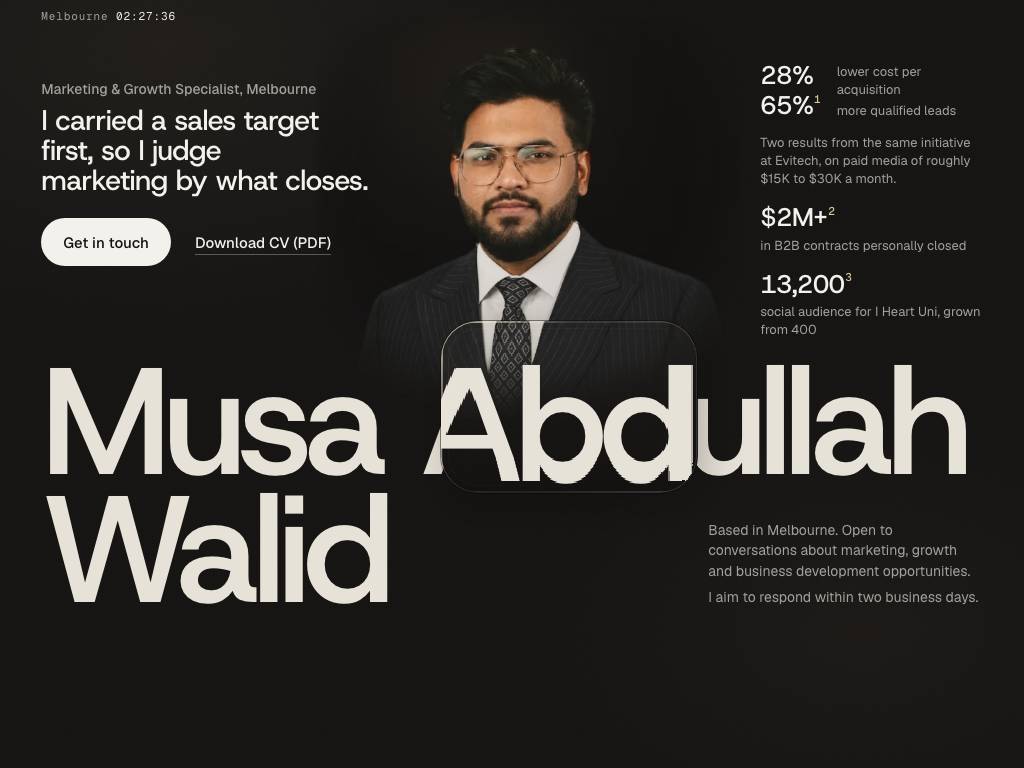 Melbourne 02:27:36
Marketing & Growth Specialist, Melbourne
I carried a sales target
first, so I judge
marketing by what closes.
Get in touch
Download CV (PDF)
28% lower cost per
acquisition
65%1 more qualified leads
Two results from the same initiative
at Evitech, on paid media of roughly
$15K to $30K a month.
$2M+2
in B2B contracts personally closed
13,2003
social audience for I Heart Uni, grown
from 400
Musa Abdullah
Walid
Based in Melbourne. Open to
conversations about marketing, growth
and business development opportunities.
I aim to respond within two business days.